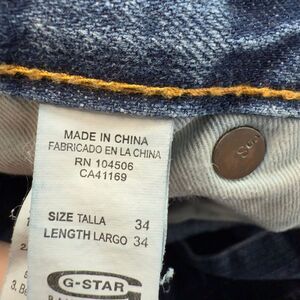 MADE IN CHINA
FABRICADO EN LA CHINA
RN 104506
CA41169
SIZE TALLA 34
LENGTH LARGO 34
G-STAR